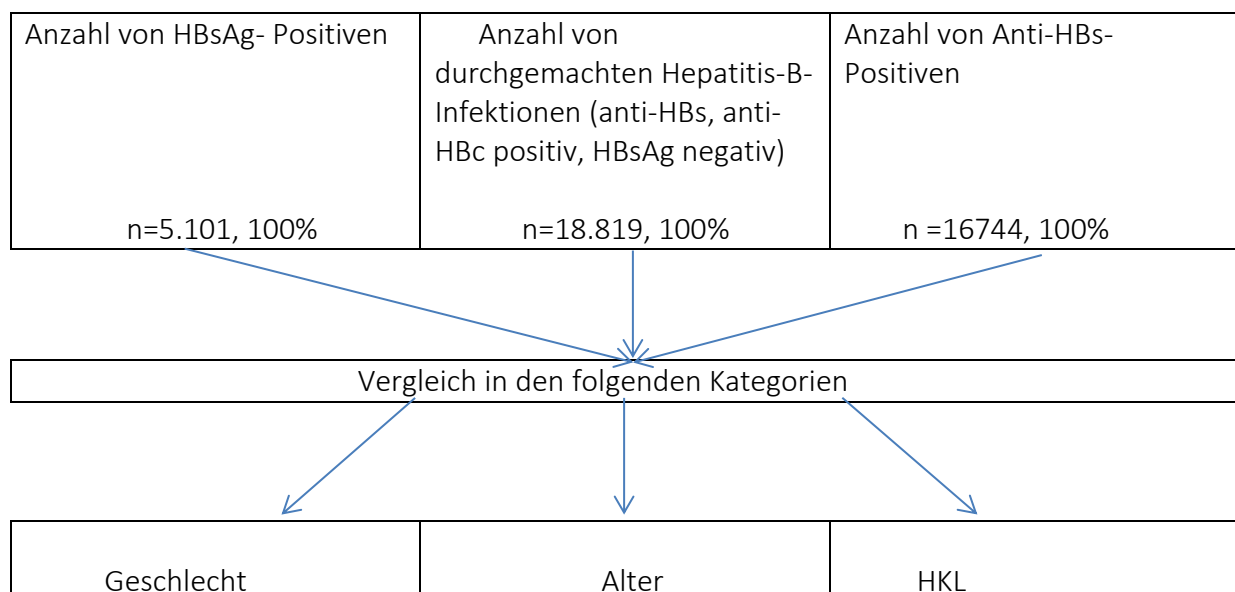 Anzahl von HBsAg- Positiven
n=5.101, 100%
Anzahl von
durchgemachten Hepatitis-B-
Infektionen (anti-HBs, anti-
HBc positiv, HBsAg negativ)
n=18.819, 100%
Anzahl von Anti-HBs-
Positiven
n =16744, 100%
Vergleich in den folgenden Kategorien
Geschlecht
Alter
HKL